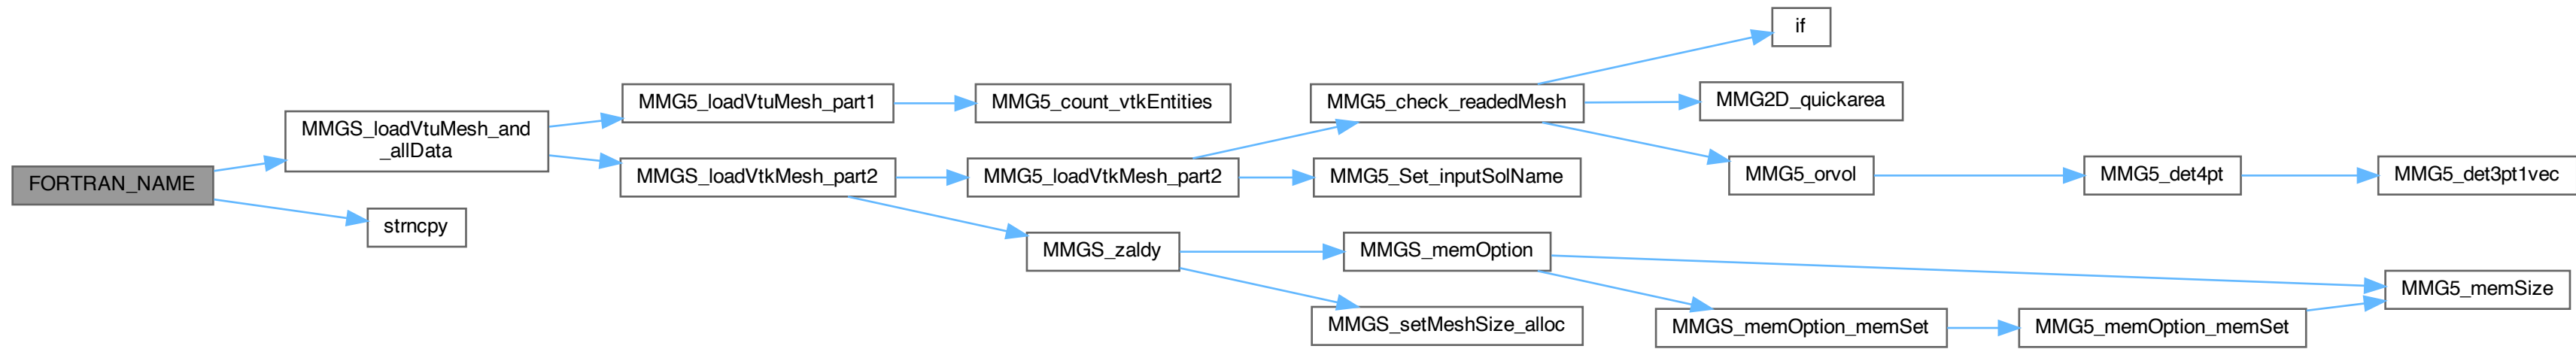 FORTRAN_NAME
MMGS_loadVtuMesh_and
_allData
strncpy
MMG5_loadVtuMesh_part1
MMGS_loadVtkMesh_part2
MMG5_count_vtkEntities
MMG5_loadVtkMesh_part2
MMGS_zaldy
MMG5_check_readedMesh
MMG5_Set_inputSolName
MMGS_memOption
MMGS_setMeshSize_alloc
if
MMG2D_quickarea
MMG5_orvol
MMGS_memOption_memSet
MMG5_det4pt
MMG5_memOption_memSet
MMG5_det3pt1vec
MMG5_memSize